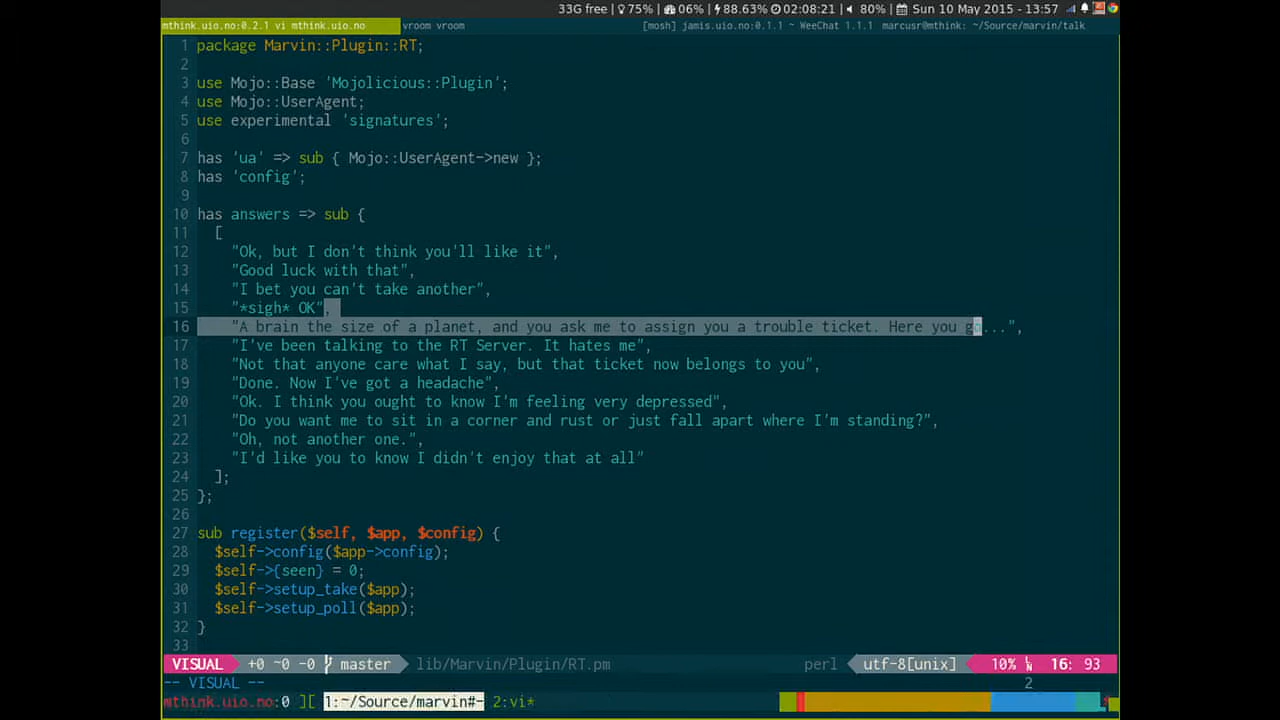 33G free 75% 06% 88.63% 02:08:21 80% Sun 10 May 2015 - 13:57
mthink.uio.no:0.2.1 vi mthink.uio.no vroom vroom [mosh] jamis.uio.no:0.1.1 ~ WeeChat 1.1.1 marcusr@mthink: ~/Source/marvin/talk
1 package Marvin::Plugin::RT;
2
3 use Mojo::Base 'Mojolicious::Plugin';
4 use Mojo::UserAgent;
5 use experimental 'signatures';
6
7 has 'ua' => sub { Mojo::UserAgent->new };
8 has 'config';
9
10 has answers => sub {
11 [
12 "Ok, but I don't think you'll like it",
13 "Good luck with that",
14 "I bet you can't take another",
15 "*sigh* OK",
16 "A brain the size of a planet, and you ask me to assign you a trouble ticket. Here you go...",
17 "I've been talking to the RT Server. It hates me",
18 "Not that anyone care what I say, but that ticket now belongs to you",
19 "Done. Now I've got a headache",
20 "Ok. I think you ought to know I'm feeling very depressed",
21 "Do you want me to sit in a corner and rust or just fall apart where I'm standing?",
22 "Oh, not another one.",
23 "I'd like you to know I didn't enjoy that at all"
24 ];
25 };
26
27 sub register($self, $app, $config) {
28 $self->config($app->config);
29 $self->{seen} = 0;
30 $self->setup_take($app);
31 $self->setup_poll($app);
32 }
33
VISUAL +0 ~0 -0 master lib/Marvin/Plugin/RT.pm perl utf-8[unix] 10% 16: 93
-- VISUAL -- 2
mthink.uio.no:0 ][ 1:~/Source/marvin#- 2:vi*